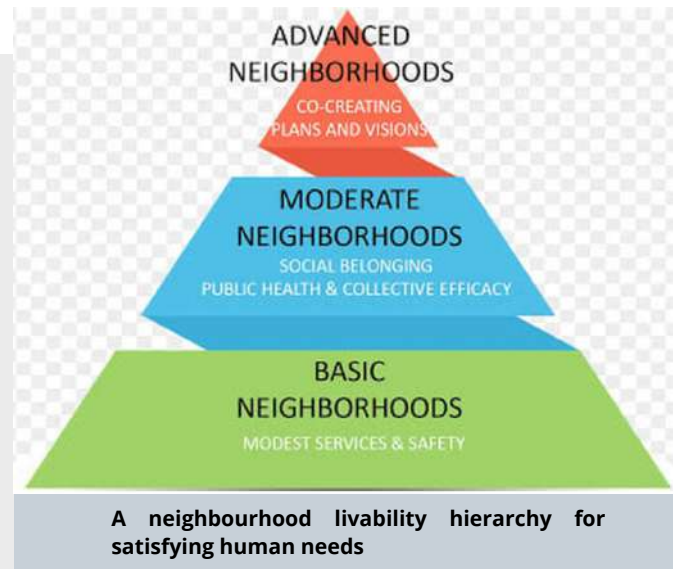 ADVANCED
NEIGHBORHOODS
CO-CREATING
PLANS AND VISIONS
MODERATE
NEIGHBORHOODS
SOCIAL BELONGING
PUBLIC HEALTH & COLLECTIVE EFFICACY
BASIC
NEIGHBORHOODS
MODEST SERVICES & SAFETY
A neighbourhood livability hierarchy for
satisfying human needs